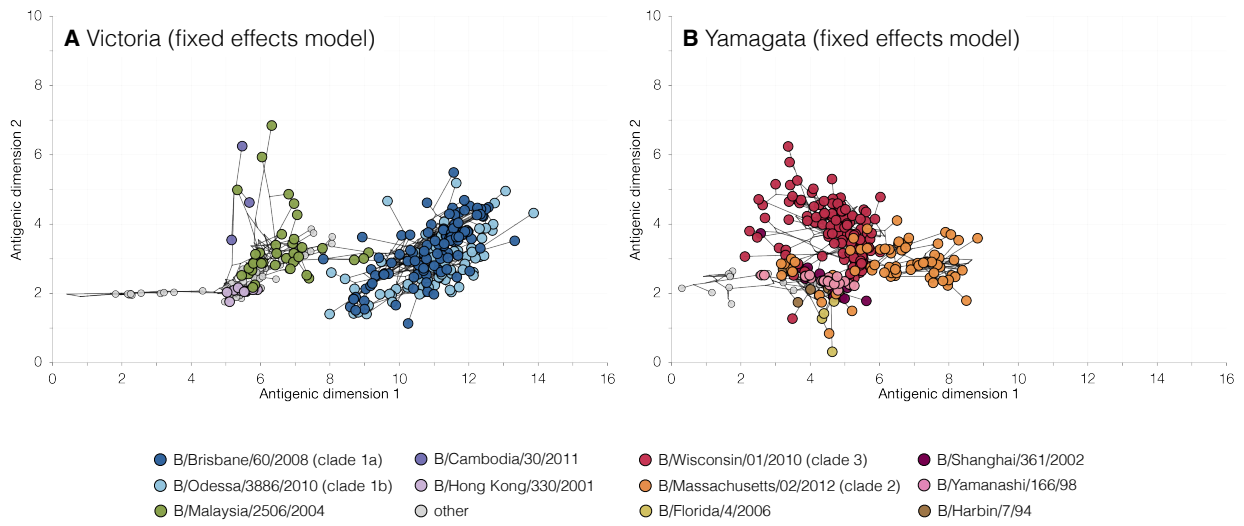 A Victoria (fixed effects model)
10
8
6
4
2
0
Antigenic dimension 2
0 2 4 6 8 10 12 14 16
Antigenic dimension 1
B Yamagata (fixed effects model)
10
8
6
4
2
0
Antigenic dimension 2
0 2 4 6 8 10 12 14 16
Antigenic dimension 1
B/Brisbane/60/2008 (clade 1a)
B/Odessa/3886/2010 (clade 1b)
B/Malaysia/2506/2004
B/Cambodia/30/2011
B/Hong Kong/330/2001
other
B/Wisconsin/01/2010 (clade 3)
B/Massachusetts/02/2012 (clade 2)
B/Florida/4/2006
B/Shanghai/361/2002
B/Yamanashi/166/98
B/Harbin/7/94